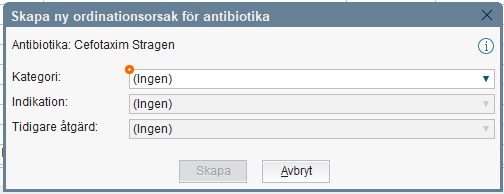 Skapa ny ordinationsorsak för antibiotika
Antibiotika: Cefotaxim Stragen
Kategori: (Ingen)
Indikation: (Ingen)
Tidigare åtgärd: (Ingen)
Skapa Avbryt